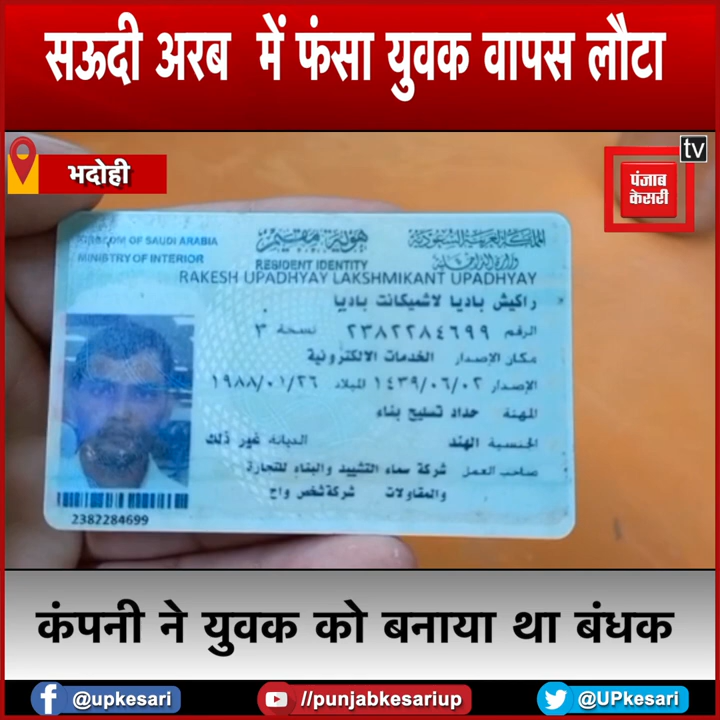 सऊदी अरब में फंसा युवक वापस लौटा
भदोही
tv
पंजाब
केसरी
KINGDOM OF SAUDI ARABIA
MINISTRY OF INTERIOR
المملكة العربية السعودية
وزارة الداخلية
هوية مقيم
RESIDENT IDENTITY
RAKESH UPADHYAY LAKSHMIKANT UPADHYAY
راكيش باديا لاشميكانت باديا
الرقم ٢٣٨٢٢٨٤٦٩٩ نسخة ٣
مكان الإصدار الخدمات الالكترونية
الإصدار ١٤٣٩/٠٦/٠٢ الميلاد ١٩٨٨/٠١/٢٦
المهنة حداد تسليح بناء
الجنسية الهند الديانة غير ذلك
صاحب العمل شركة سماء التشييد والبناء للتجارة
والمقاولات شركة شخص واح
2382284699
कंपनी ने युवक को बनाया था बंधक
@upkesari
//punjabkesariup
@UPkesari